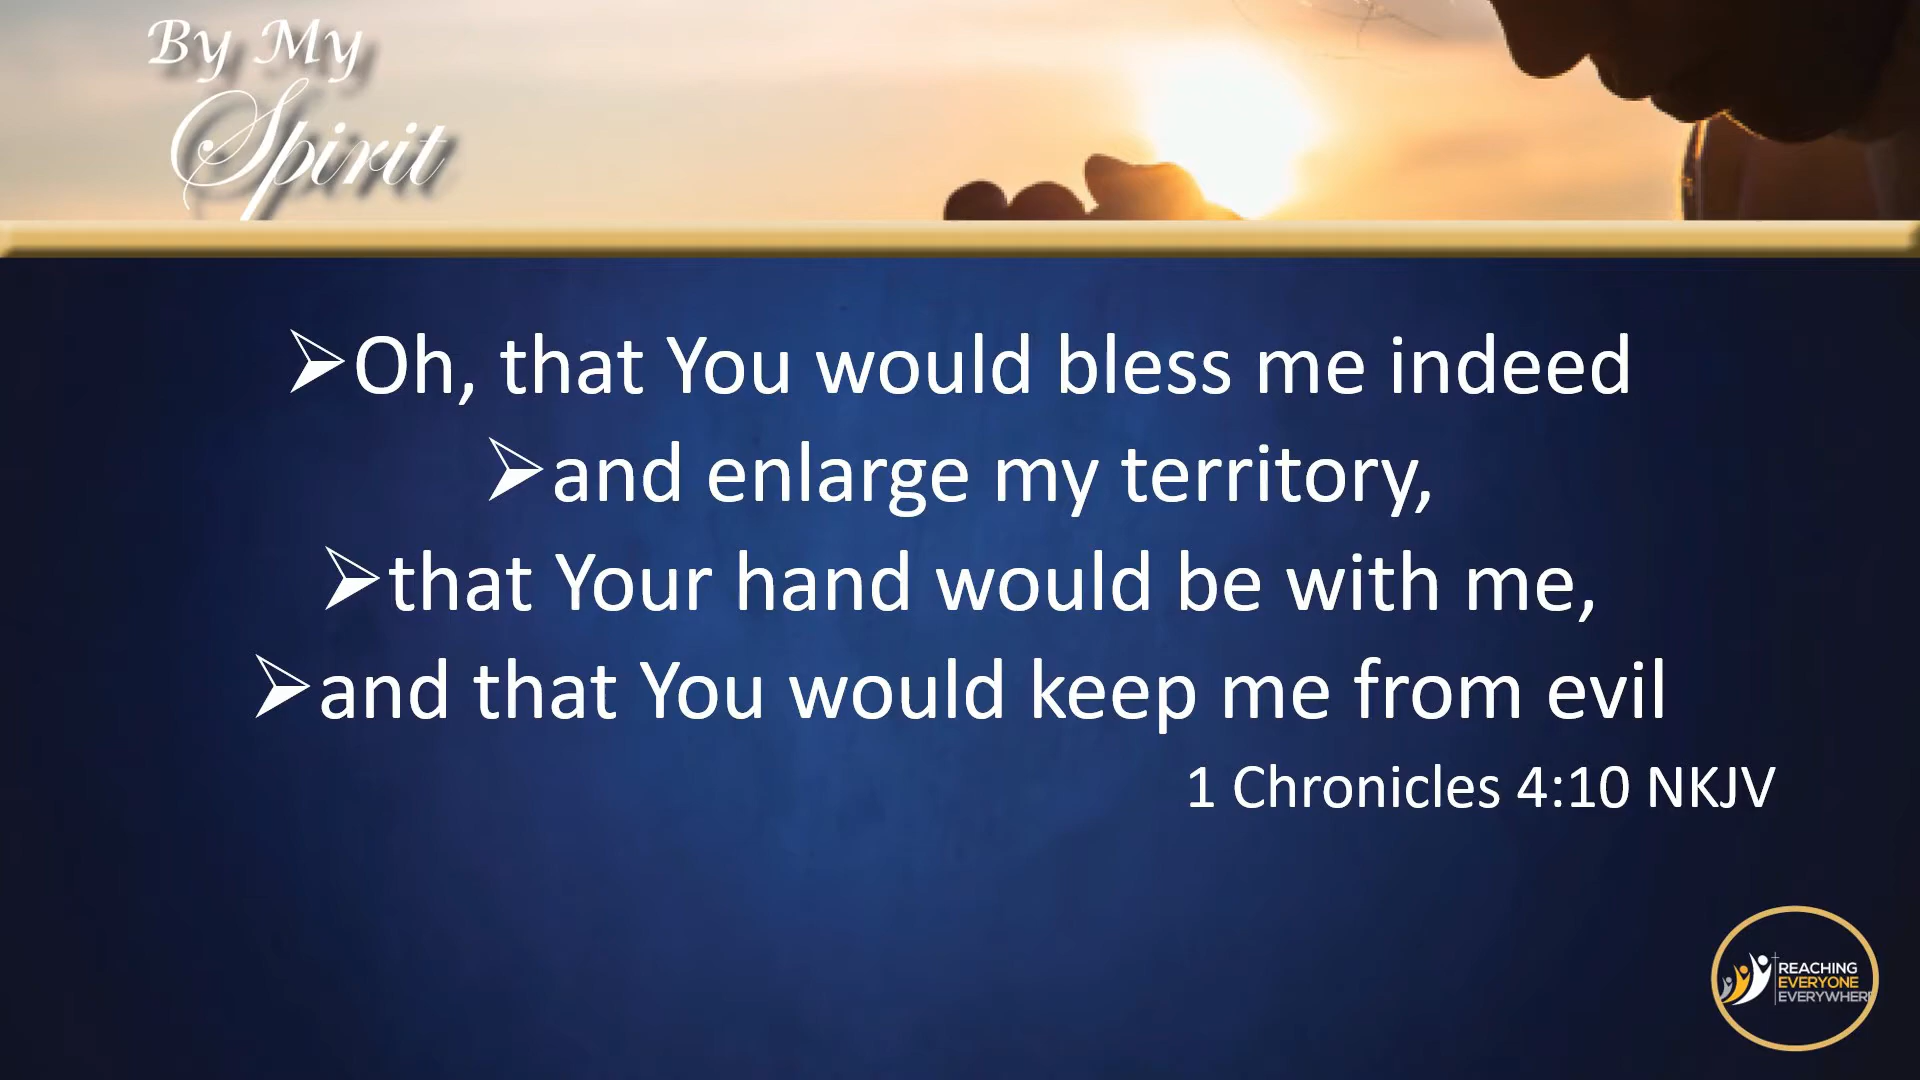 By My
Spirit
➢Oh, that You would bless me indeed
➢and enlarge my territory,
➢that Your hand would be with me,
➢and that You would keep me from evil
1 Chronicles 4:10 NKJV
REACHING
EVERYONE
EVERYWHERE